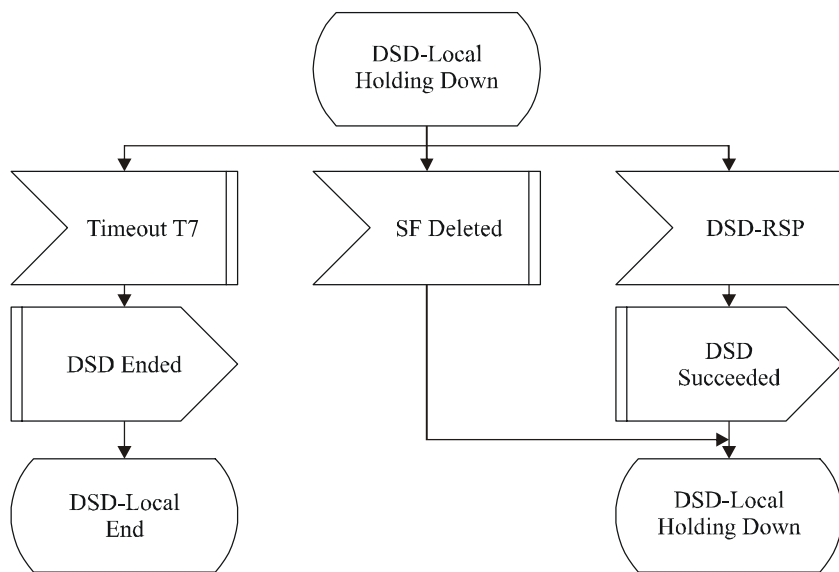 DSD-Local
Holding Down
Timeout T7
SF Deleted
DSD-RSP
DSD Ended
DSD
Succeeded
DSD-Local
End
DSD-Local
Holding Down